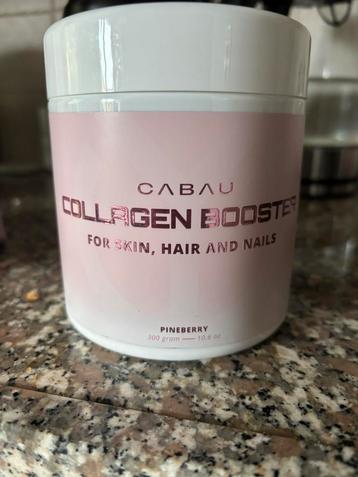 CABAU
COLLAGEN BOOSTER
FOR SKIN, HAIR AND NAILS
PINEBERRY
300 gram — 10.6 oz